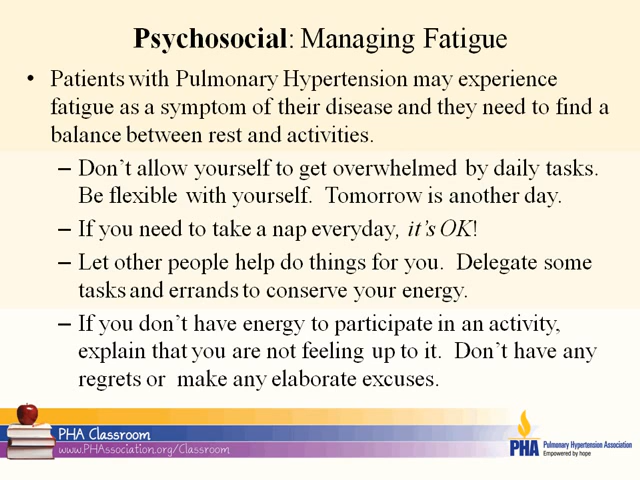 Psychosocial: Managing Fatigue
• Patients with Pulmonary Hypertension may experience
fatigue as a symptom of their disease and they need to find a
balance between rest and activities.
– Don’t allow yourself to get overwhelmed by daily tasks.
Be flexible with yourself. Tomorrow is another day.
– If you need to take a nap everyday, it’s OK!
– Let other people help do things for you. Delegate some
tasks and errands to conserve your energy.
– If you don’t have energy to participate in an activity,
explain that you are not feeling up to it. Don’t have any
regrets or make any elaborate excuses.
PHA Classroom
www.PHAssociation.org/Classroom
PHA
Pulmonary Hypertension Association
Empowered by hope